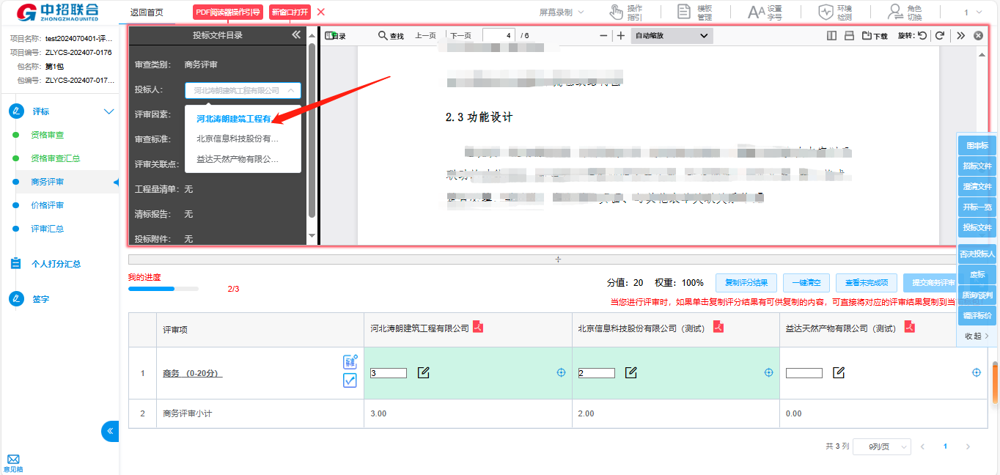 中招联合
ZHONGZHAOUNITED
返回首页
PDF阅读器操作引导
新窗口打开
屏幕录制
操作
指引
模板
管理
设置
字号
环境
检测
角色
切换
1
项目名称: test2024070401-评...
项目编号: ZLYCS-202407-0176
包名称: 第1包
包编号: ZLYCS-202407-017...
评标
资格审查
资格审查汇总
商务评审
价格评审
评审汇总
个人打分汇总
签字
意见箱
投标文件目录
审查类别: 商务评审
投标人: 河北涛朗建筑工程有限公司
河北涛朗建筑工程有...
北京信息科技股份有...
益达天然产物有限公...
评审因素:
审查标准:
评审关联点:
工程量清单: 无
清标报告: 无
投标附件: 无
目录
查找
上一页
下一页
4 / 6
自动缩放
下载
旋转:
2.3 功能设计
围串标
招标文件
澄清文件
开标一览
投标文件
否决投标人
废标
质询/谈判
调评标价
收起
我的进度
2/3
分值: 20 权重: 100%
复制评分结果
一键清空
查看未完成项
提交商务评审
当您进行评审时，如果单击复制评分结果有可供复制的内容，可直接将对应的评审结果复制到当
评审项
河北涛朗建筑工程有限公司
北京信息科技股份有限公司（测试）
益达天然产物有限公司（测试）
1 商务 （0-20分） 3 2
2 商务评审小计 3.00 2.00 0.00
共 3 列
9列/页
1